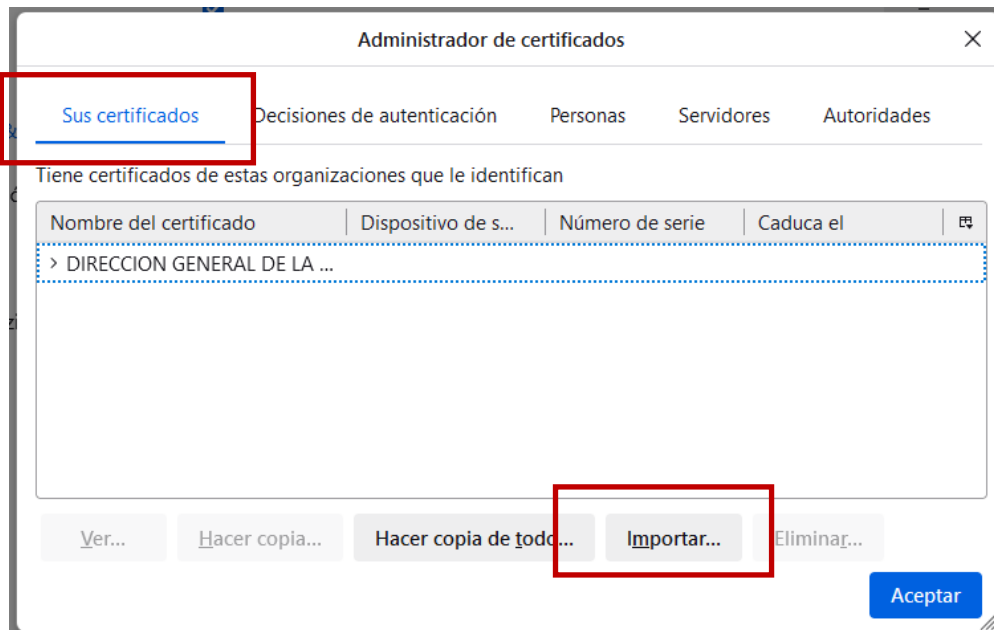 Administrador de certificados
Sus certificados Decisiones de autenticación Personas Servidores Autoridades
Tiene certificados de estas organizaciones que le identifican
Nombre del certificado Dispositivo de s... Número de serie Caduca el
DIRECCION GENERAL DE LA ...
Ver... Hacer copia... Hacer copia de todo... Importar... Eliminar...
Aceptar